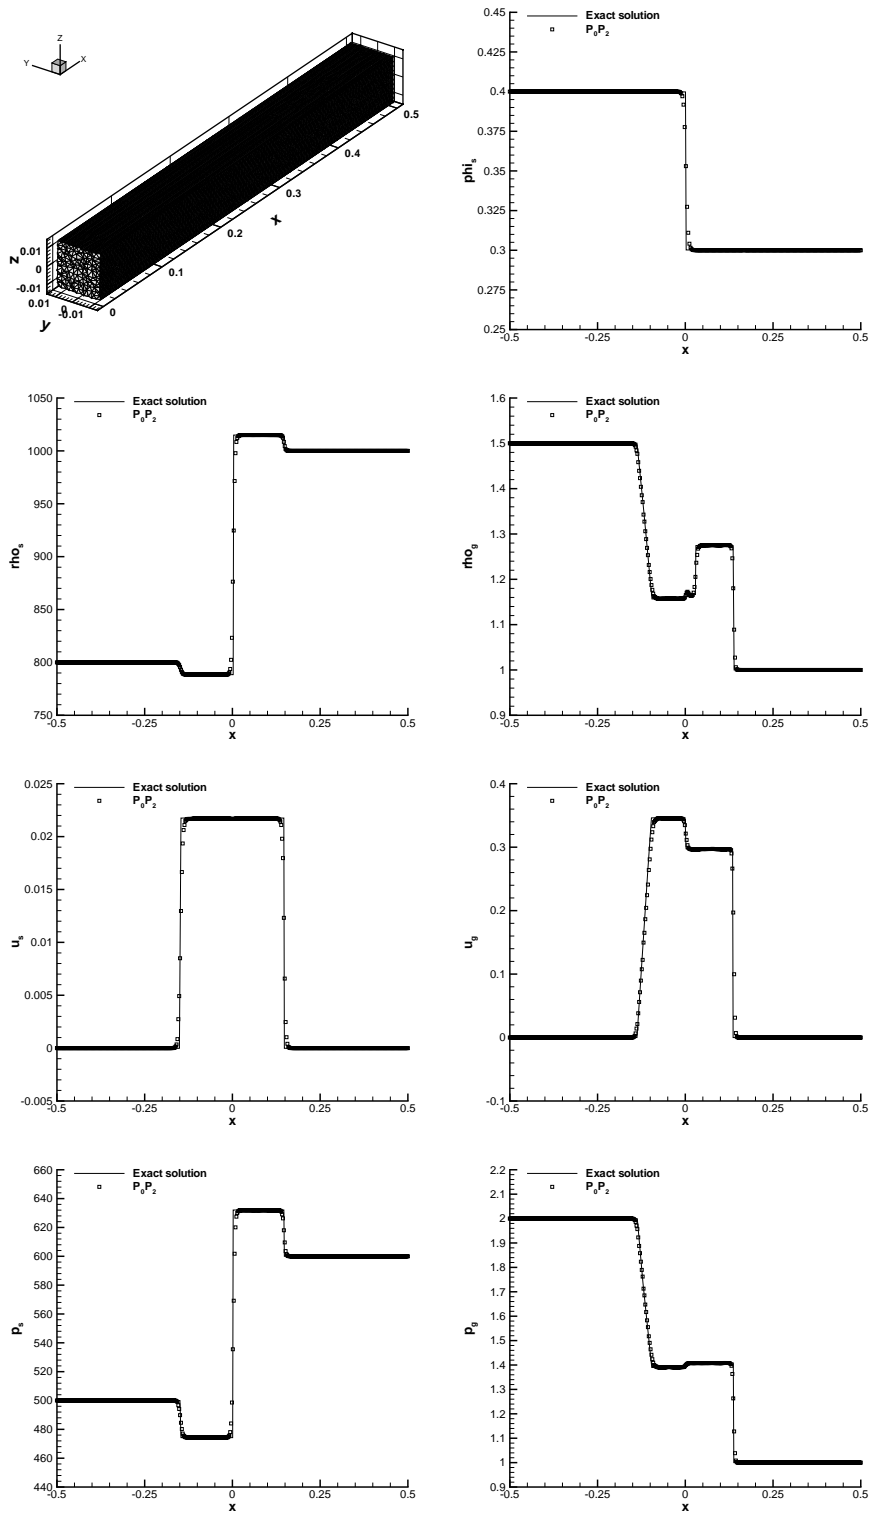 Z
Y
X
z
0.01
0
-0.01
0.01
0
-0.01
y
0
0.1
0.2
0.3
0.4
0.5
x
Exact solution
P0P2
phis
0.45
0.425
0.4
0.375
0.35
0.325
0.3
0.275
0.25
-0.5 -0.25 0 0.25 0.5
x
Exact solution
P0P2
rhos
1050
1000
950
900
850
800
750
-0.5 -0.25 0 0.25 0.5
x
Exact solution
P0P2
rhog
1.6
1.5
1.4
1.3
1.2
1.1
1
0.9
-0.5 -0.25 0 0.25 0.5
x
Exact solution
P0P2
us
0.025
0.02
0.015
0.01
0.005
0
-0.005
-0.5 -0.25 0 0.25 0.5
x
Exact solution
P0P2
ug
0.4
0.3
0.2
0.1
0
-0.1
-0.5 -0.25 0 0.25 0.5
x
Exact solution
P0P2
ps
660
640
620
600
580
560
540
520
500
480
460
440
-0.5 -0.25 0 0.25 0.5
x
Exact solution
P0P2
pg
2.2
2.1
2
1.9
1.8
1.7
1.6
1.5
1.4
1.3
1.2
1.1
1
0.9
-0.5 -0.25 0 0.25 0.5
x